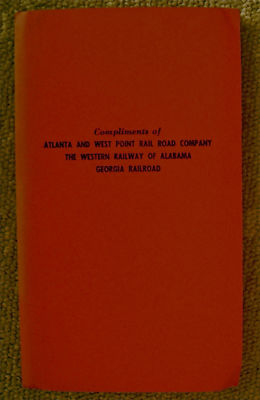 Compliments of
ATLANTA AND WEST POINT RAIL ROAD COMPANY
THE WESTERN RAILWAY OF ALABAMA
GEORGIA RAILROAD